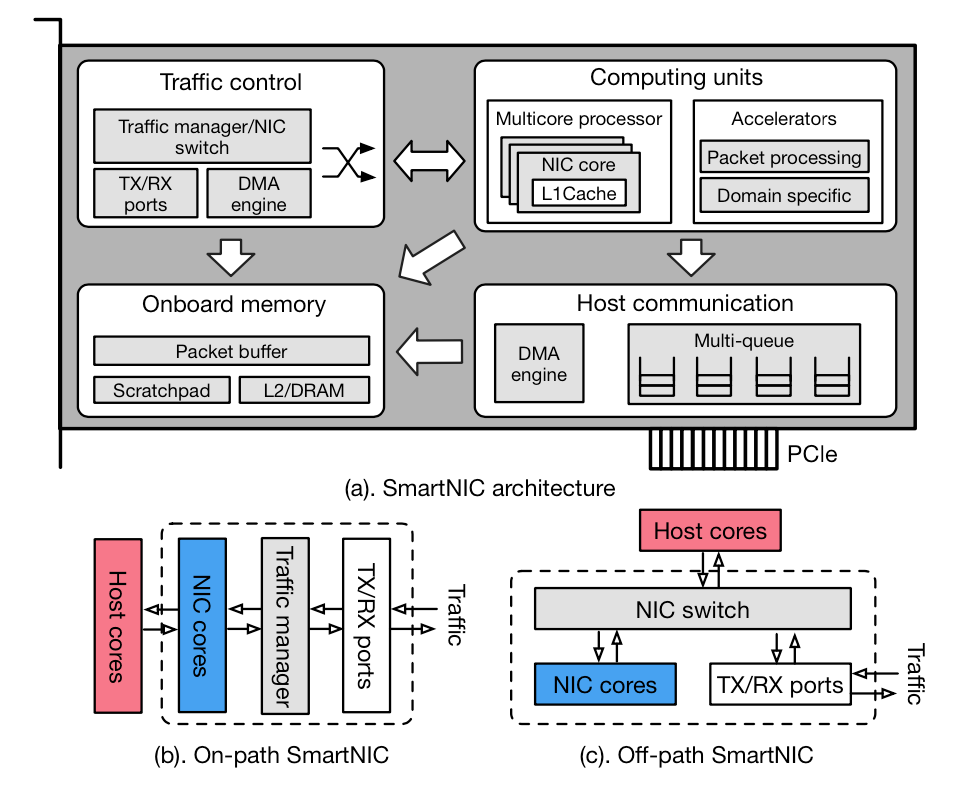 Traffic control
Traffic manager/NIC
switch
TX/RX
ports
DMA
engine
Computing units
Multicore processor
NIC core
L1Cache
Accelerators
Packet processing
Domain specific
Onboard memory
Packet buffer
Scratchpad
L2/DRAM
Host communication
DMA
engine
Multi-queue
PCIe
(a). SmartNIC architecture
Host cores
NIC cores
Traffic manager
TX/RX ports
Traffic
(b). On-path SmartNIC
Host cores
NIC switch
NIC cores
TX/RX ports
Traffic
(c). Off-path SmartNIC